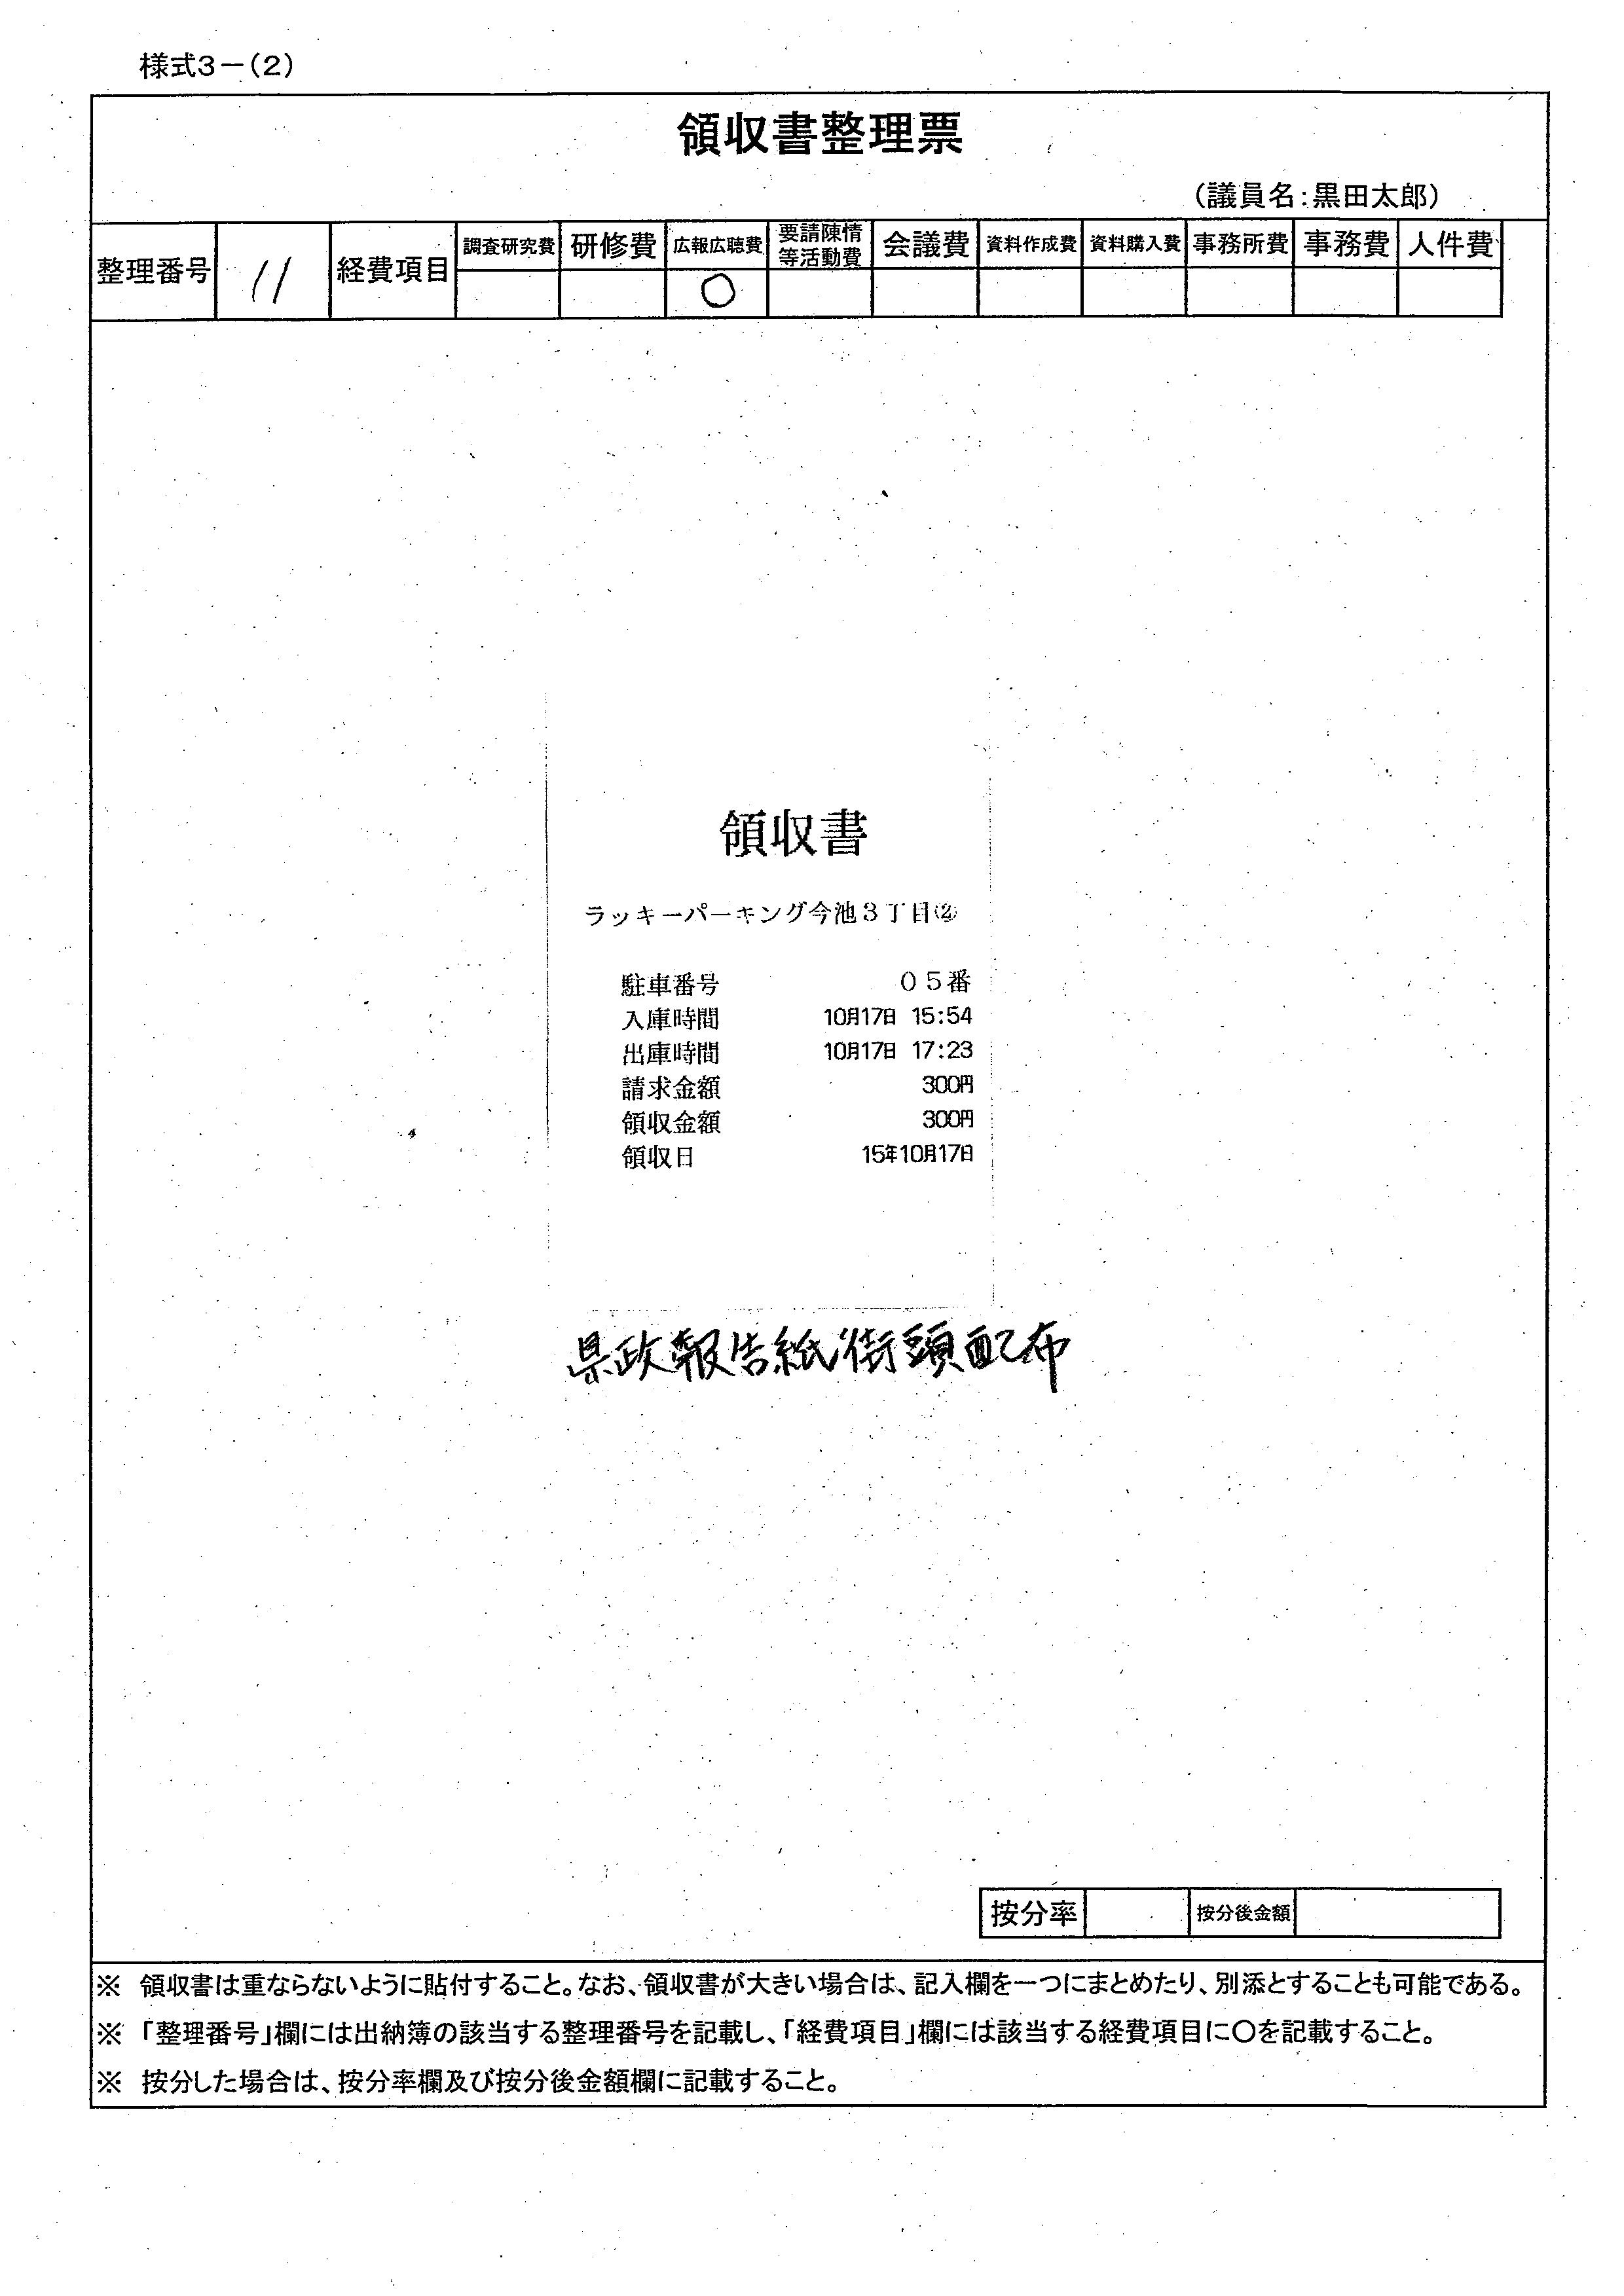 様式3－(2)
領収書整理票
(議員名:黒田太郎)
整理番号 11 経費項目 調査研究費 研修費 広報広聴費 要請陳情等活動費 会議費 資料作成費 資料購入費 事務所費 事務費 人件費
○
領収書
ラッキーパーキング今池3丁目(2)
駐車番号 05番
入庫時間 10月17日 15:54
出庫時間 10月17日 17:23
請求金額 300円
領収金額 300円
領収日 15年10月17日
県政報告紙街頭配布
按分率 按分後金額
※ 領収書は重ならないように貼付すること。なお、領収書が大きい場合は、記入欄を一つにまとめたり、別添とすることも可能である。
※ 「整理番号」欄には出納簿の該当する整理番号を記載し、「経費項目」欄には該当する経費項目に○を記載すること。
※ 按分した場合は、按分率欄及び按分後金額欄に記載すること。